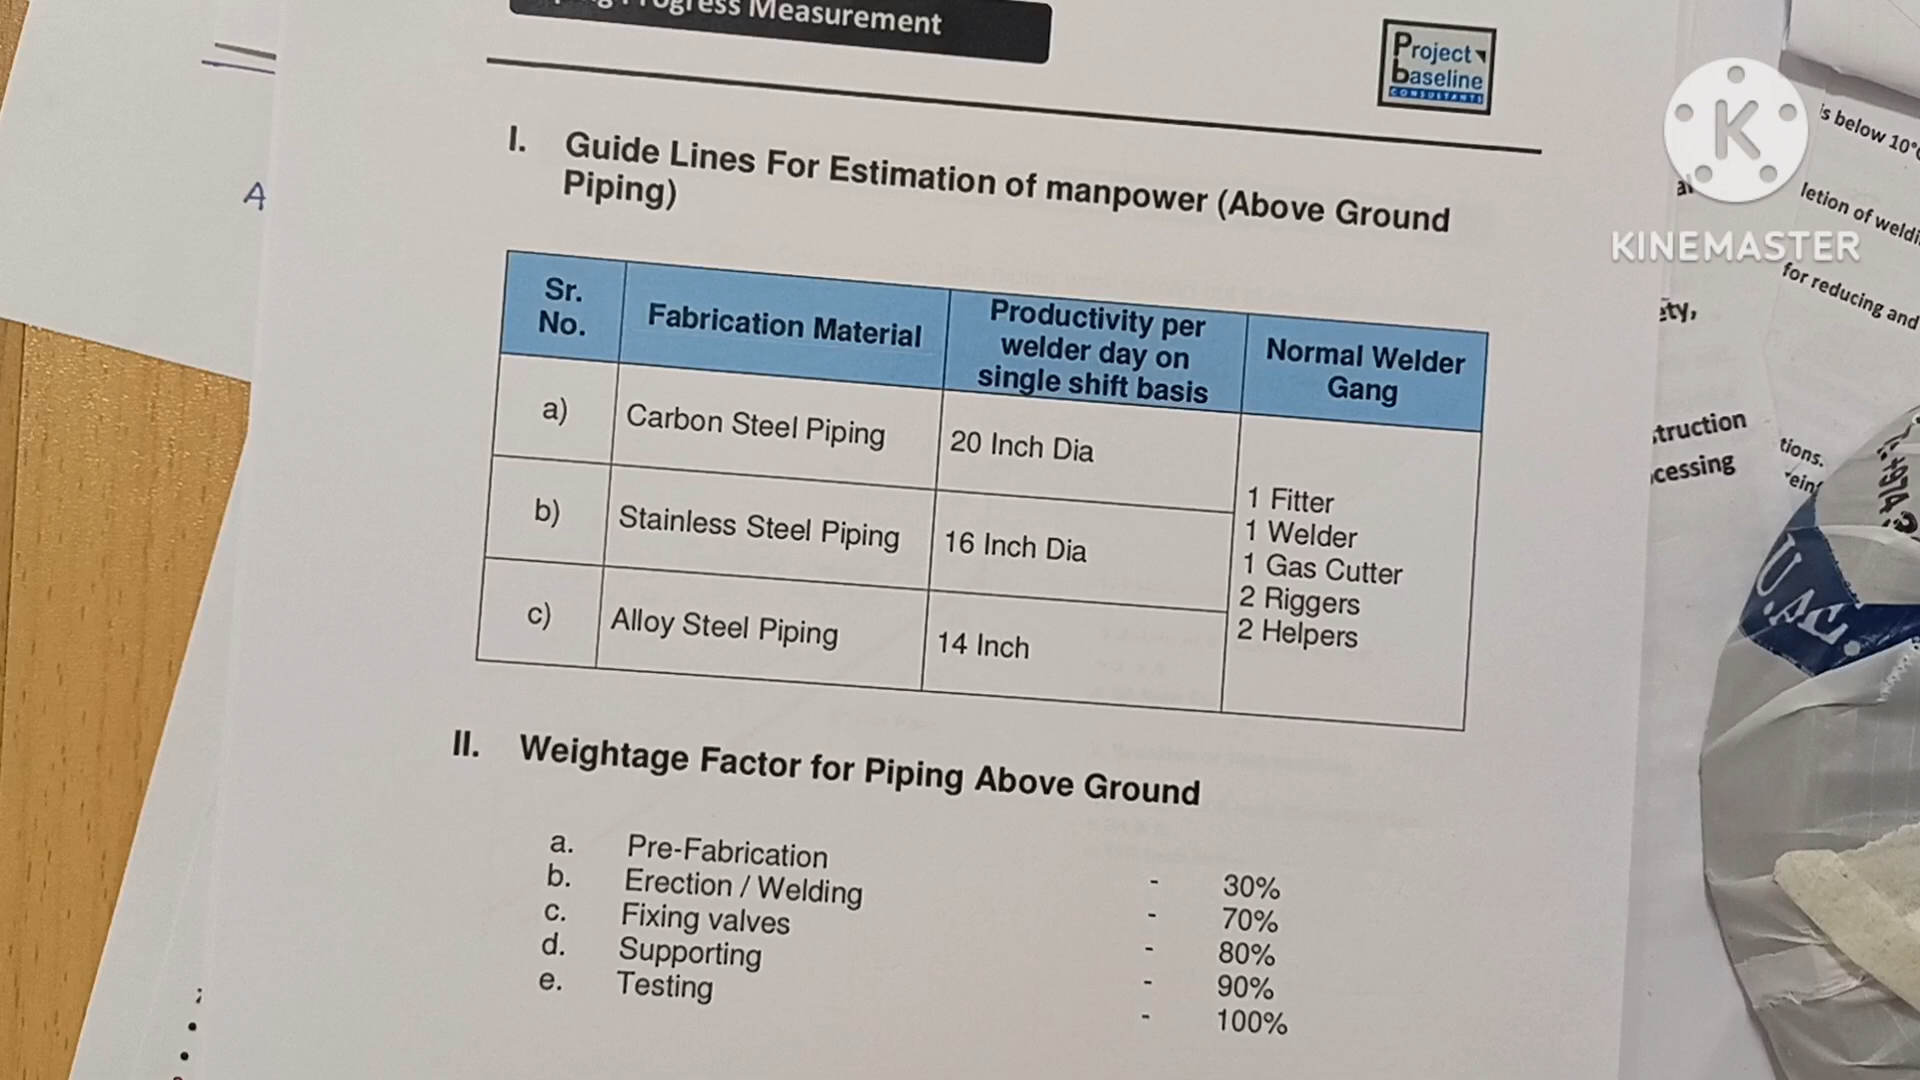 Progress Measurement
Project
baseline
CONSULTANTS
I. Guide Lines For Estimation of manpower (Above Ground
Piping)
Sr.
No.
Fabrication Material
Productivity per
welder day on
single shift basis
Normal Welder
Gang
a) Carbon Steel Piping 20 Inch Dia
b) Stainless Steel Piping 16 Inch Dia
c) Alloy Steel Piping 14 Inch
1 Fitter
1 Welder
1 Gas Cutter
2 Riggers
2 Helpers
II. Weightage Factor for Piping Above Ground
a. Pre-Fabrication - 30%
b. Erection / Welding - 70%
c. Fixing valves - 80%
d. Supporting - 90%
e. Testing - 100%
A
K
KINEMASTER
is below 10°
letion of weldi
for reducing and
ety,
struction
cessing
tions.
U.AE.